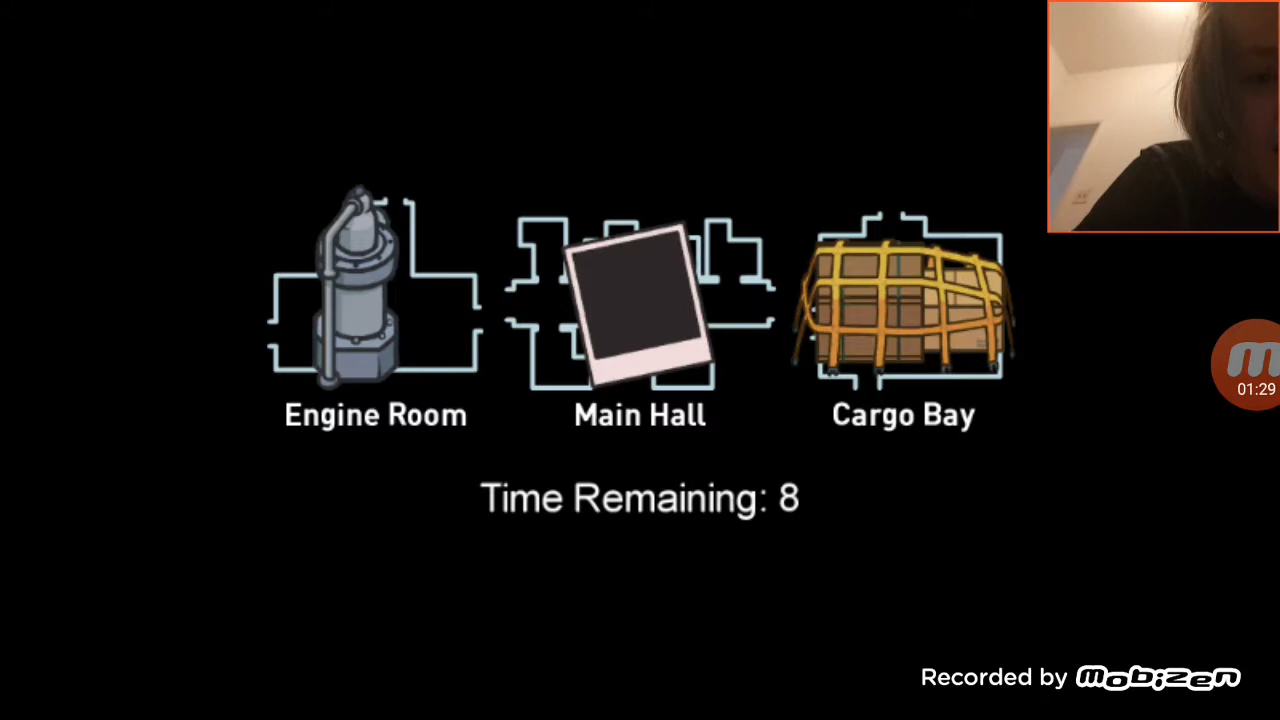 Engine Room
Main Hall
Cargo Bay
Time Remaining: 8
01:29
Recorded by mobizen